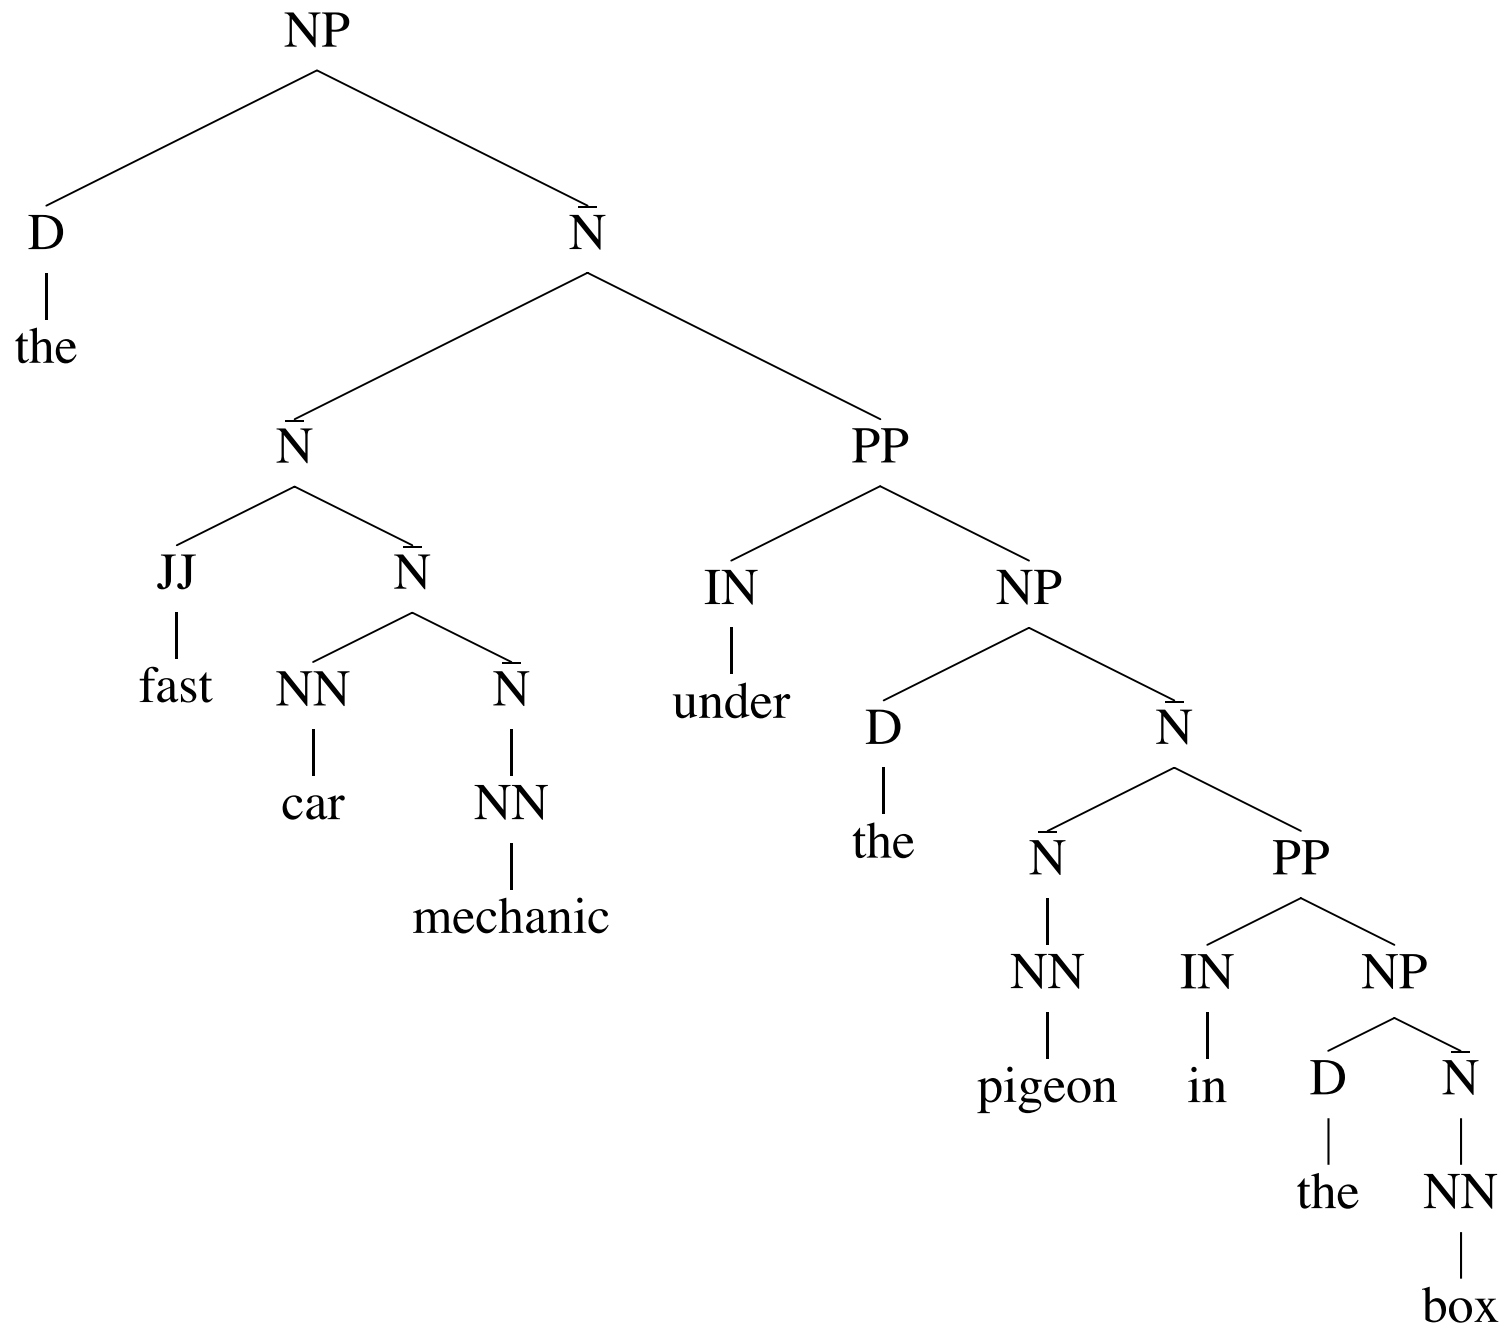 NP
D N̄
the
N̄ PP
JJ N̄ IN NP
fast NN N̄ under D N̄
car NN the N̄ PP
mechanic NN IN NP
pigeon in D N̄
the NN
box